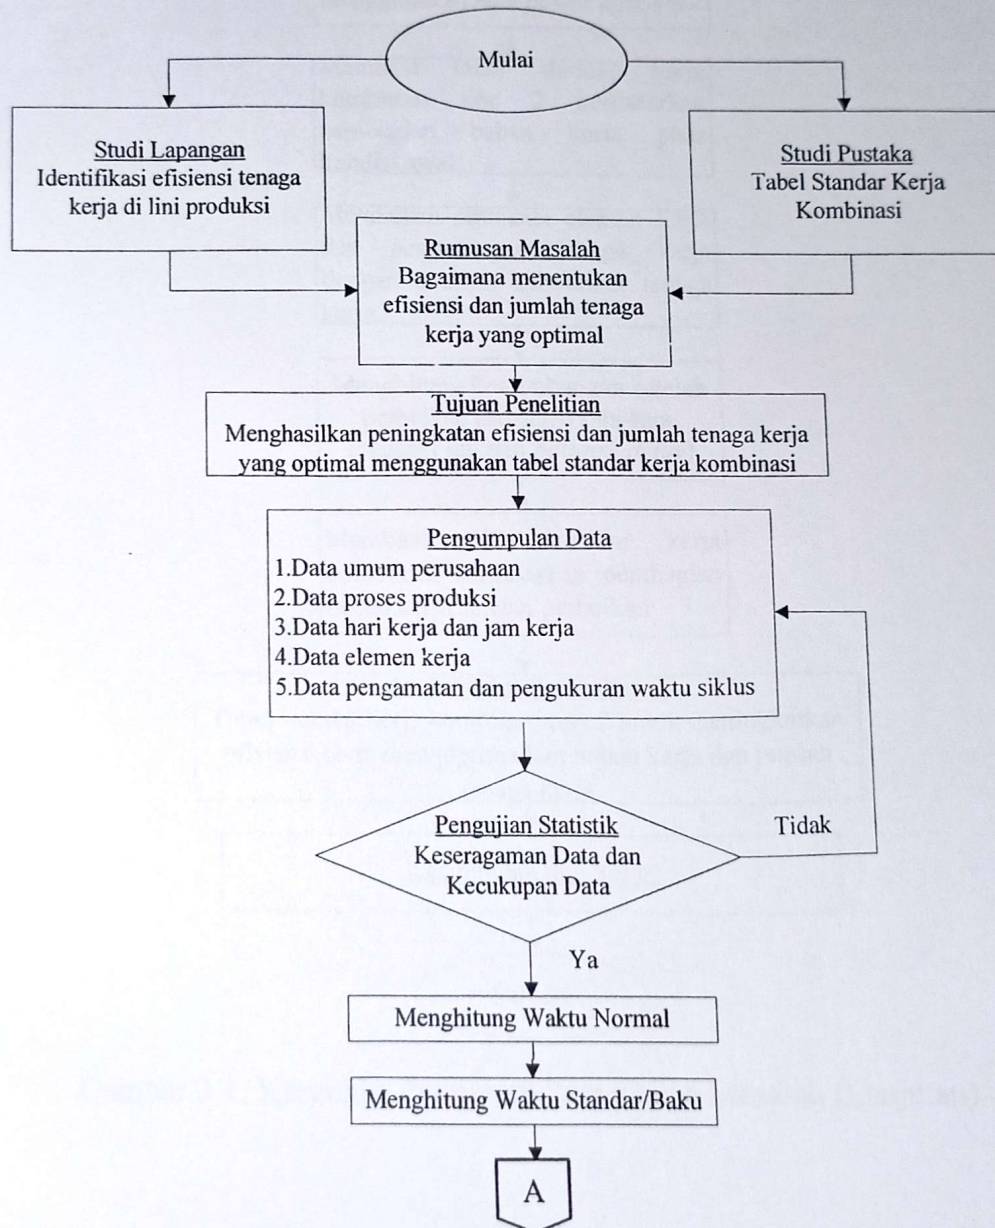 Mulai
Studi Lapangan
Identifikasi efisiensi tenaga
kerja di lini produksi
Studi Pustaka
Tabel Standar Kerja
Kombinasi
Rumusan Masalah
Bagaimana menentukan
efisiensi dan jumlah tenaga
kerja yang optimal
Tujuan Penelitian
Menghasilkan peningkatan efisiensi dan jumlah tenaga kerja
yang optimal menggunakan tabel standar kerja kombinasi
Pengumpulan Data
1.Data umum perusahaan
2.Data proses produksi
3.Data hari kerja dan jam kerja
4.Data elemen kerja
5.Data pengamatan dan pengukuran waktu siklus
Pengujian Statistik
Keseragaman Data dan
Kecukupan Data
Tidak
Ya
Menghitung Waktu Normal
Menghitung Waktu Standar/Baku
A